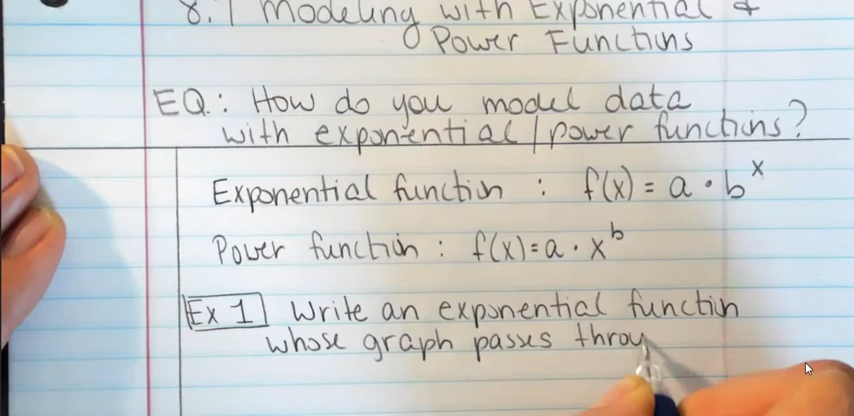 8.1 Modeling with Exponential &
Power Functions
EQ: How do you model data
with exponential/power functions?
Exponential function : f(x) = a · b^x
Power function : f(x) = a · x^b
Ex 1 Write an exponential function
whose graph passes throu